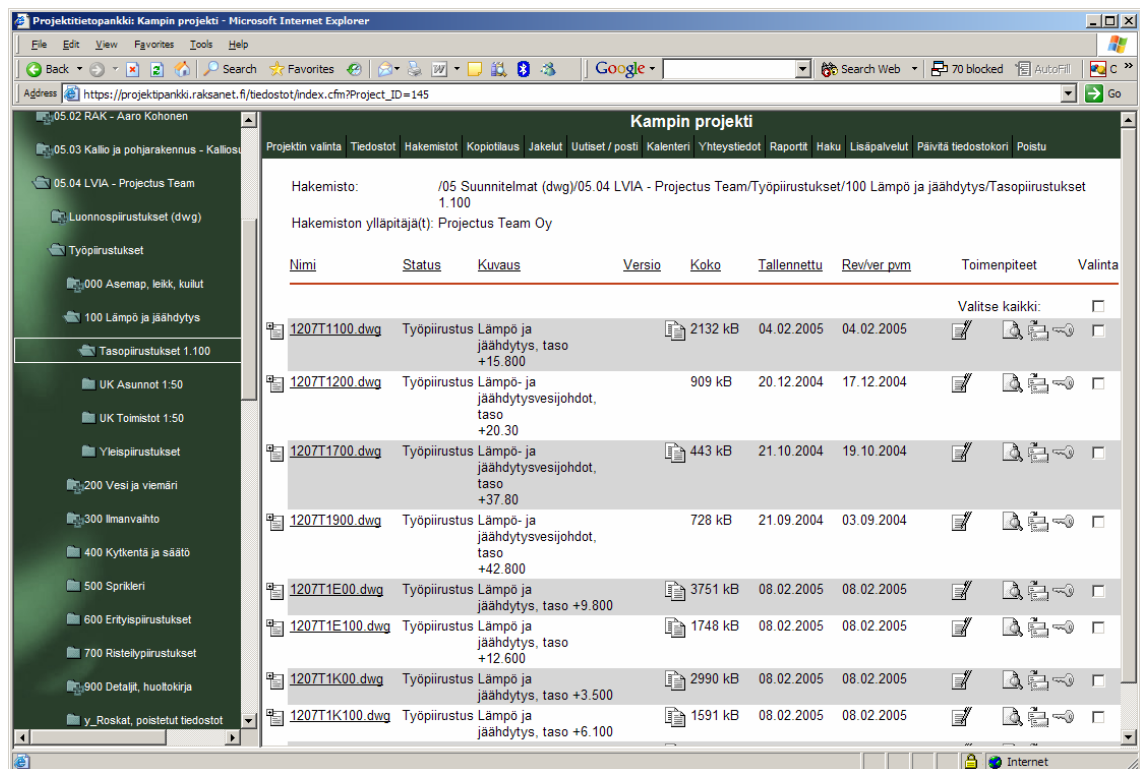 Projektitietopankki: Kampin projekti - Microsoft Internet Explorer
File Edit View Favorites Tools Help
Back Search Favorites Google Search Web 70 blocked AutoFill C »
Address https://projektipankki.raksanet.fi/tiedostot/index.cfm?Project_ID=145 Go
05.02 RAK - Aaro Kohonen
05.03 Kallio ja pohjarakennus - Kalliosu
05.04 LVIA - Projectus Team
Luonnospiirustukset (dwg)
Työpiirustukset
000 Asemap, leikk, kuilut
100 Lämpö ja jäähdytys
Tasopiirustukset 1.100
UK Asunnot 1:50
UK Toimistot 1:50
Yleispiirustukset
200 Vesi ja viemäri
300 Ilmanvaihto
400 Kytkentä ja säätö
500 Sprikleri
600 Erityispiirustukset
700 Risteilypiirustukset
900 Detaljit, huoltokirja
y_Roskat, poistetut tiedostot
Kampin projekti
Projektin valinta Tiedostot Hakemistot Kopiotilaus Jakelut Uutiset / posti Kalenteri Yhteystiedot Raportit Haku Lisäpalvelut Päivitä tiedostokori Poistu
Hakemisto: /05 Suunnitelmat (dwg)/05.04 LVIA - Projectus Team/Työpiirustukset/100 Lämpö ja jäähdytys/Tasopiirustukset
1.100
Hakemiston ylläpitäjä(t): Projectus Team Oy
Nimi Status Kuvaus Versio Koko Tallennettu Rev/ver pvm Toimenpiteet Valinta
Valitse kaikki:
1207T1100.dwg Työpiirustus Lämpö ja 2132 kB 04.02.2005 04.02.2005
jäähdytys, taso
+15.800
1207T1200.dwg Työpiirustus Lämpö- ja 909 kB 20.12.2004 17.12.2004
jäähdytysvesijohdot,
taso
+20.30
1207T1700.dwg Työpiirustus Lämpö- ja 443 kB 21.10.2004 19.10.2004
jäähdytysvesijohdot,
taso
+37.80
1207T1900.dwg Työpiirustus Lämpö- ja 728 kB 21.09.2004 03.09.2004
jäähdytysvesijohdot,
taso
+42.800
1207T1E00.dwg Työpiirustus Lämpö ja 3751 kB 08.02.2005 08.02.2005
jäähdytys, taso +9.800
1207T1E100.dwg Työpiirustus Lämpö ja 1748 kB 08.02.2005 08.02.2005
jäähdytys, taso
+12.600
1207T1K00.dwg Työpiirustus Lämpö ja 2990 kB 08.02.2005 08.02.2005
jäähdytys, taso +3.500
1207T1K100.dwg Työpiirustus Lämpö ja 1591 kB 08.02.2005 08.02.2005
jäähdytys, taso +6.100
Internet